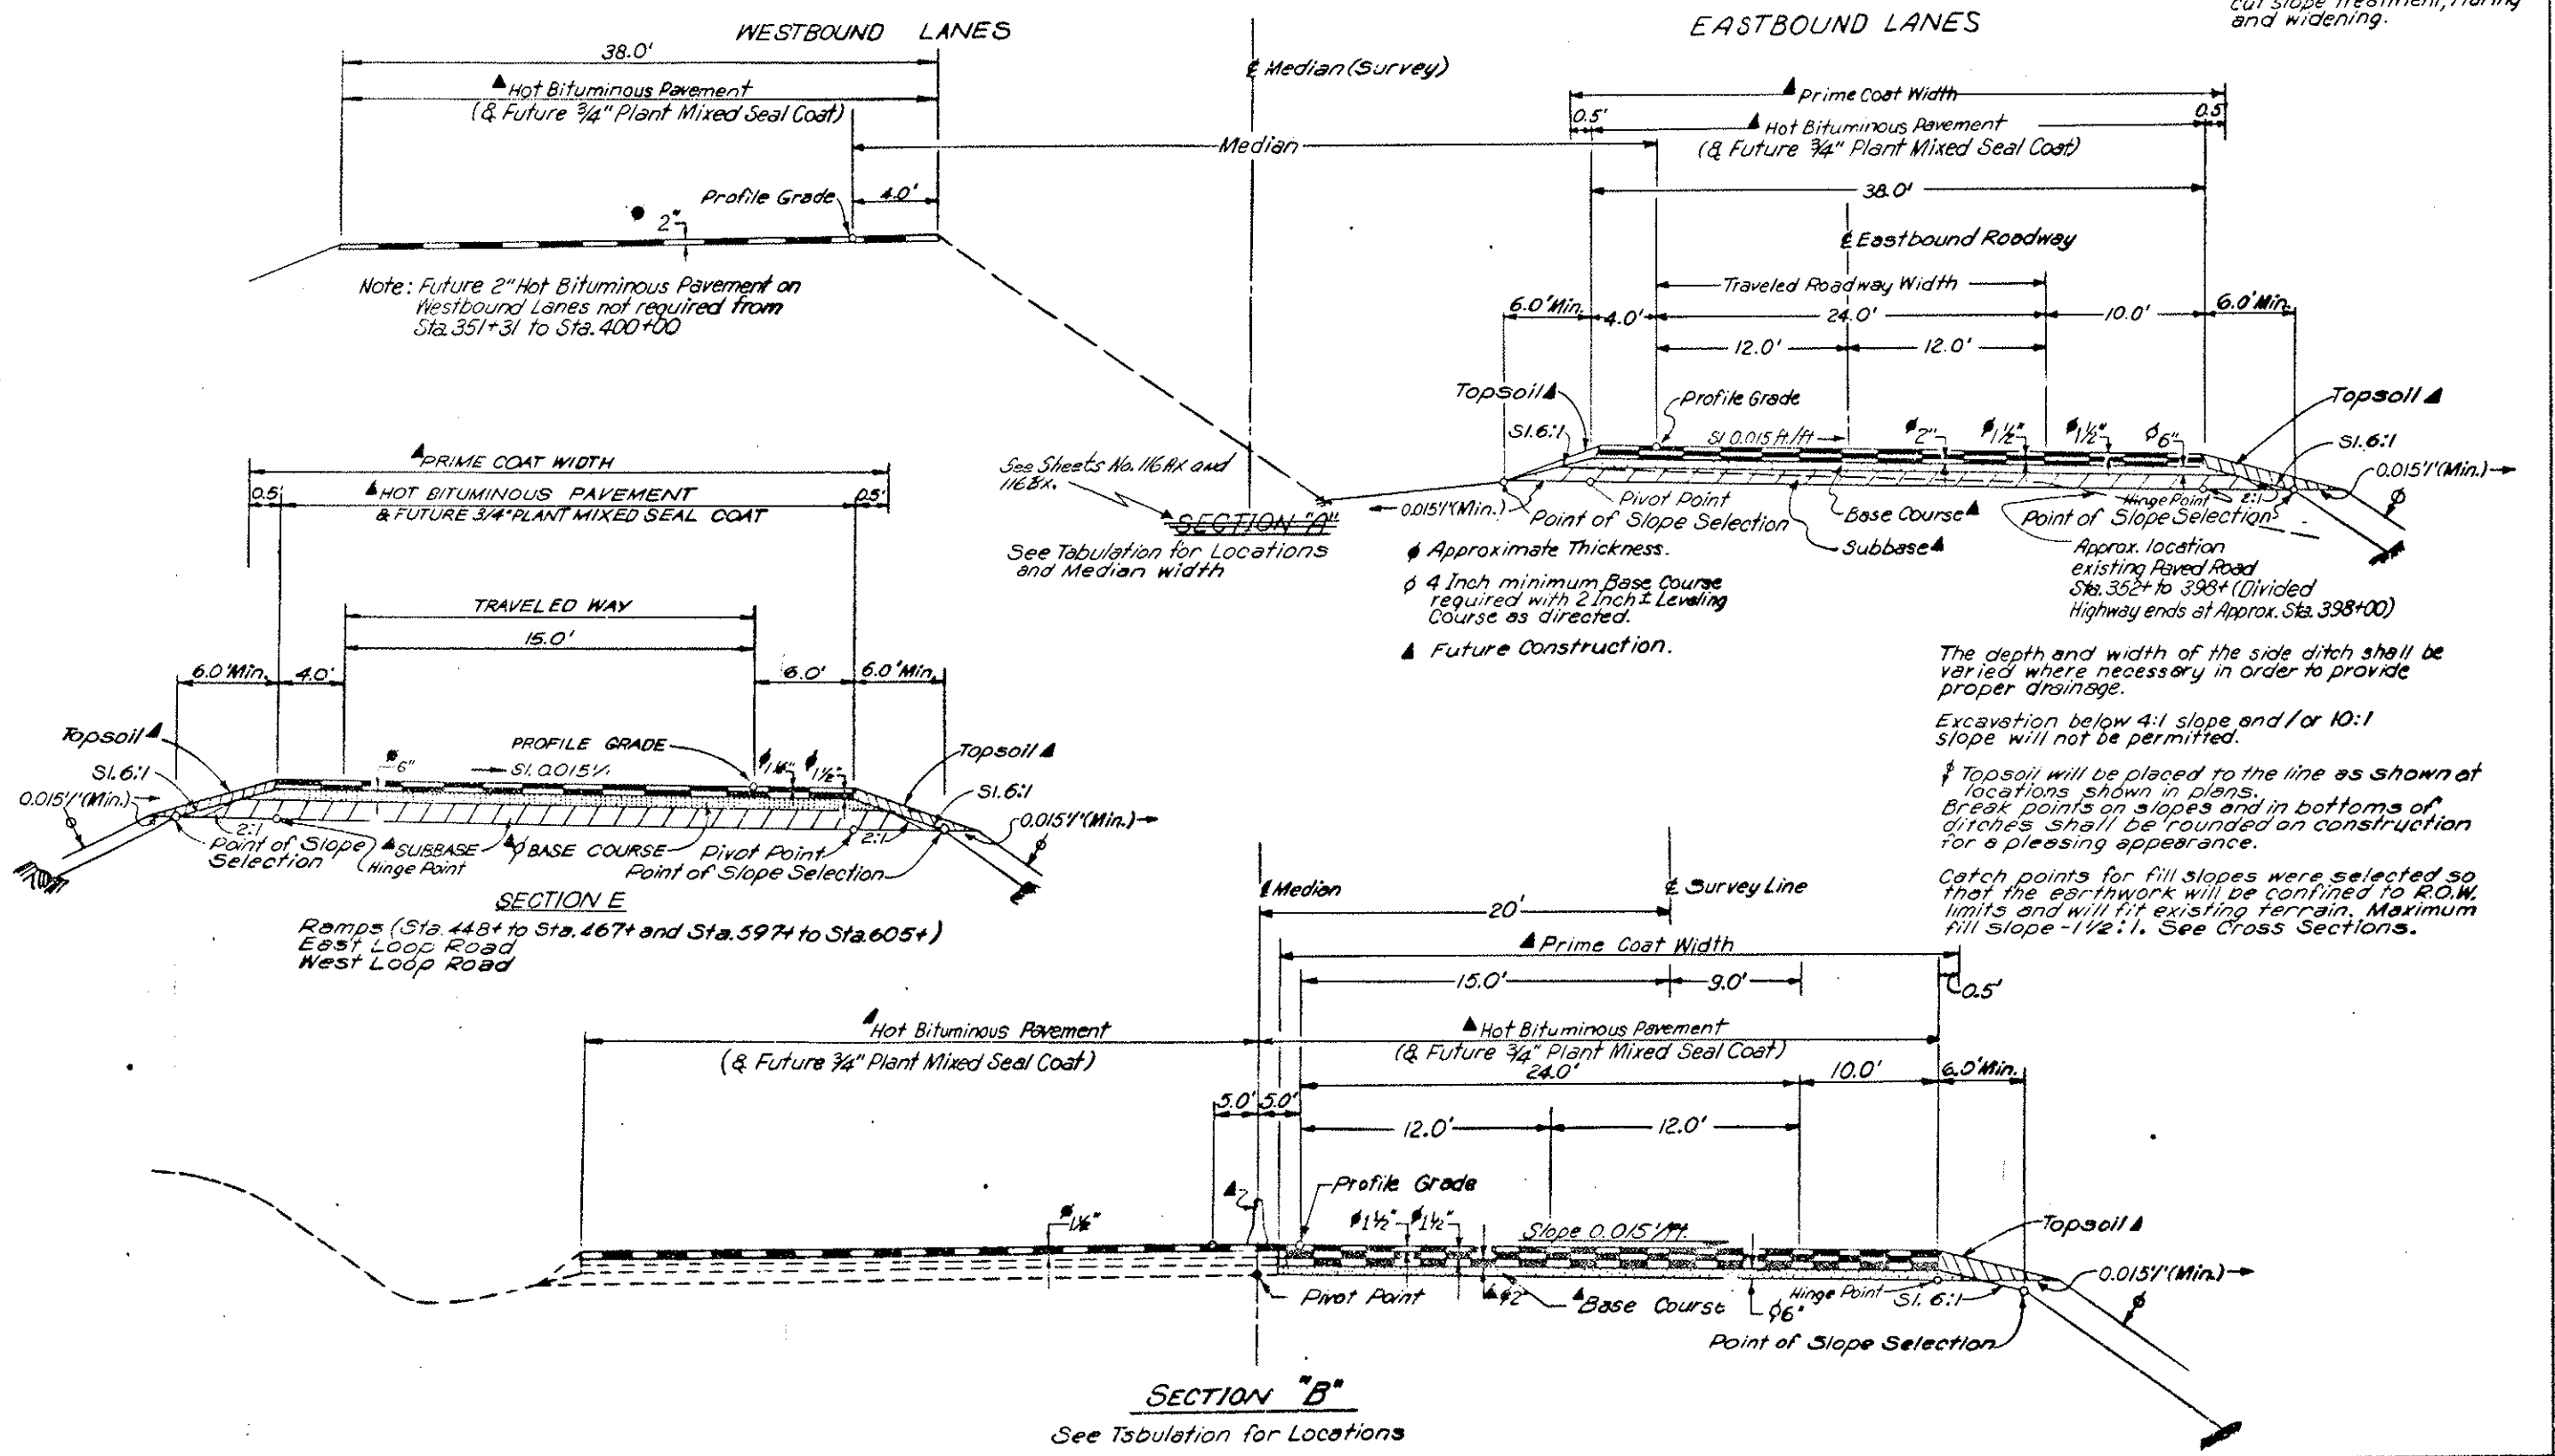 cut slope treatment, flaring
and widening.
WESTBOUND LANES
38.0'
▲ Hot Bituminous Pavement
(& Future 3/4" Plant Mixed Seal Coat)
Profile Grade
4.0'
● 2"
Note: Future 2" Hot Bituminous Pavement on
Westbound Lanes not required from
Sta. 351+31 to Sta. 400+00
℄ Median (Survey)
Median
EASTBOUND LANES
▲ Prime Coat Width
0.5'
0.5'
▲ Hot Bituminous Pavement
(& Future 3/4" Plant Mixed Seal Coat)
38.0'
℄ Eastbound Roadway
Traveled Roadway Width
6.0' Min.
4.0'
24.0'
10.0'
6.0' Min.
12.0'
12.0'
Topsoil ▲
Profile Grade
Topsoil ▲
Sl. 6:1
Sl 0.015 ft/ft
2"
1½"
1½"
ϕ 6"
Sl. 6:1
0.015'/' (Min.)
0.015'/' (Min.)
Pivot Point
Hinge Point
2:1
Point of Slope Selection
Base Course ▲
Point of Slope Selection
Subbase ▲
Approx. location
existing Paved Road
Sta. 352+ to 398+ (Divided
Highway ends at Approx. Sta. 398+00)
See Sheets No. 116AX and
116BX.
SECTION "A"
See Tabulation for Locations
and Median width
ϕ Approximate Thickness.
ϕ 4 Inch minimum Base Course
required with 2 Inch ± Leveling
Course as directed.
▲ Future Construction.
The depth and width of the side ditch shall be
varied where necessary in order to provide
proper drainage.
Excavation below 4:1 slope and/or 10:1
slope will not be permitted.
ϕ Topsoil will be placed to the line as shown at
locations shown in plans.
Break points on slopes and in bottoms of
ditches shall be rounded on construction
for a pleasing appearance.
Catch points for fill slopes were selected so
that the earthwork will be confined to R.O.W.
limits and will fit existing terrain. Maximum
fill slope - 1½:1. See Cross Sections.
▲ PRIME COAT WIDTH
0.5'
▲ HOT BITUMINOUS PAVEMENT
0.5'
& FUTURE 3/4" PLANT MIXED SEAL COAT
TRAVELED WAY
15.0'
6.0' Min.
4.0'
6.0'
6.0' Min.
Topsoil ▲
PROFILE GRADE
Topsoil ▲
Sl. 6:1
6"
Sl. 0.015'/'
1½"
1½"
Sl. 6:1
0.015'/' (Min.)
0.015'/' (Min.)
2:1
2:1
Point of Slope
Selection
Hinge Point
▲ SUBBASE
▲ϕ BASE COURSE
Pivot Point
Point of Slope Selection
SECTION E
Ramps (Sta. 448+ to Sta. 467+ and Sta. 597+ to Sta. 605+)
East Loop Road
West Loop Road
℄ Median
℄ Survey Line
20'
▲ Prime Coat Width
15.0'
9.0'
0.5'
▲ Hot Bituminous Pavement
(& Future 3/4" Plant Mixed Seal Coat)
▲ Hot Bituminous Pavement
(& Future 3/4" Plant Mixed Seal Coat)
24.0'
10.0'
6.0' Min.
5.0'
5.0'
12.0'
12.0'
Profile Grade
1½"
1½"
1½"
Slope 0.015'/ft.
Topsoil ▲
0.015'/' (Min.)
Pivot Point
▲ϕ2"
▲ Base Course
ϕ6"
Hinge Point
Sl. 6:1
Point of Slope Selection
SECTION "B"
See Tabulation for Locations